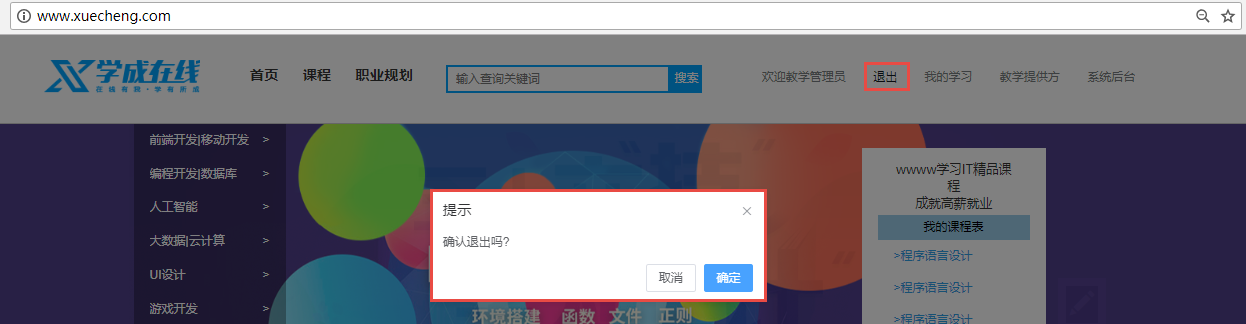 www.xuecheng.com
学成在线
在线有我·学有所成
首页 课程 职业规划
输入查询关键词 搜索
欢迎教学管理员 退出 我的学习 教学提供方 系统后台
前端开发|移动开发 >
编程开发|数据库 >
人工智能 >
大数据|云计算 >
UI设计 >
游戏开发 >
提示 ×
确认退出吗?
取消 确定
环境搭建 函数 文件 正则
wwww学习IT精品课
程
成就高薪就业
我的课程表
>程序语言设计
>程序语言设计
>程序语言设计